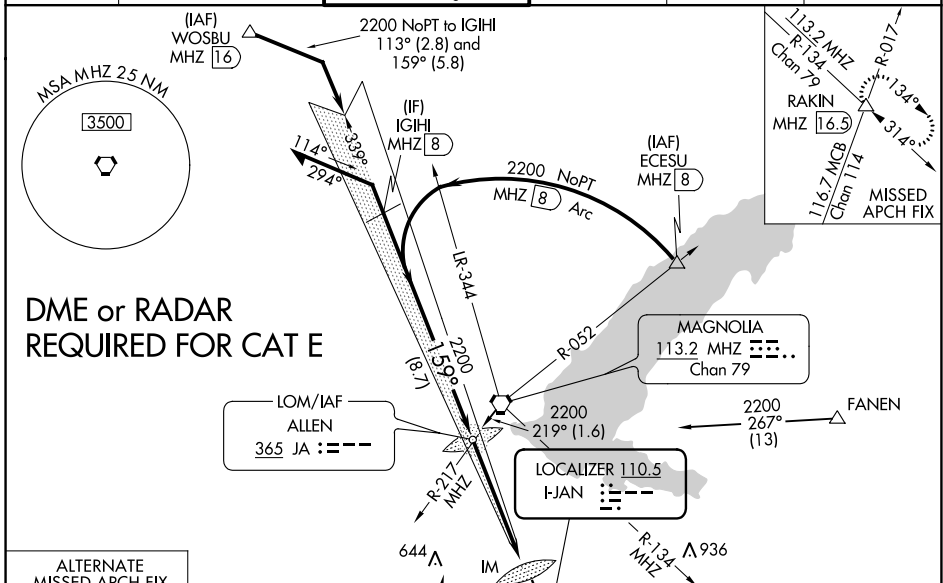 (IAF)
WOSBU
MHZ 16
2200 NoPT to IGIHI
113° (2.8) and
159° (5.8)
MSA MHZ 25 NM
3500
(IF)
IGIHI
MHZ 8
339°
114°
294°
2200 NoPT
MHZ 8 Arc
(IAF)
ECESU
MHZ 8
113.2 MHZ
R-134
Chan 79
R-017
RAKIN
MHZ 16.5
134°
314°
116.7 MCB
Chan 114
MISSED
APCH FIX
LR-344
DME or RADAR
REQUIRED FOR CAT E
2200
159°
(8.7)
R-052
MAGNOLIA
113.2 MHZ
Chan 79
LOM/IAF
ALLEN
365 JA
2200
219° (1.6)
FANEN
2200
267°
(13)
R-217
MHZ
LOCALIZER 110.5
I-JAN
R-134
MHZ
644
IM
936
ALTERNATE
MISSED APCH FIX